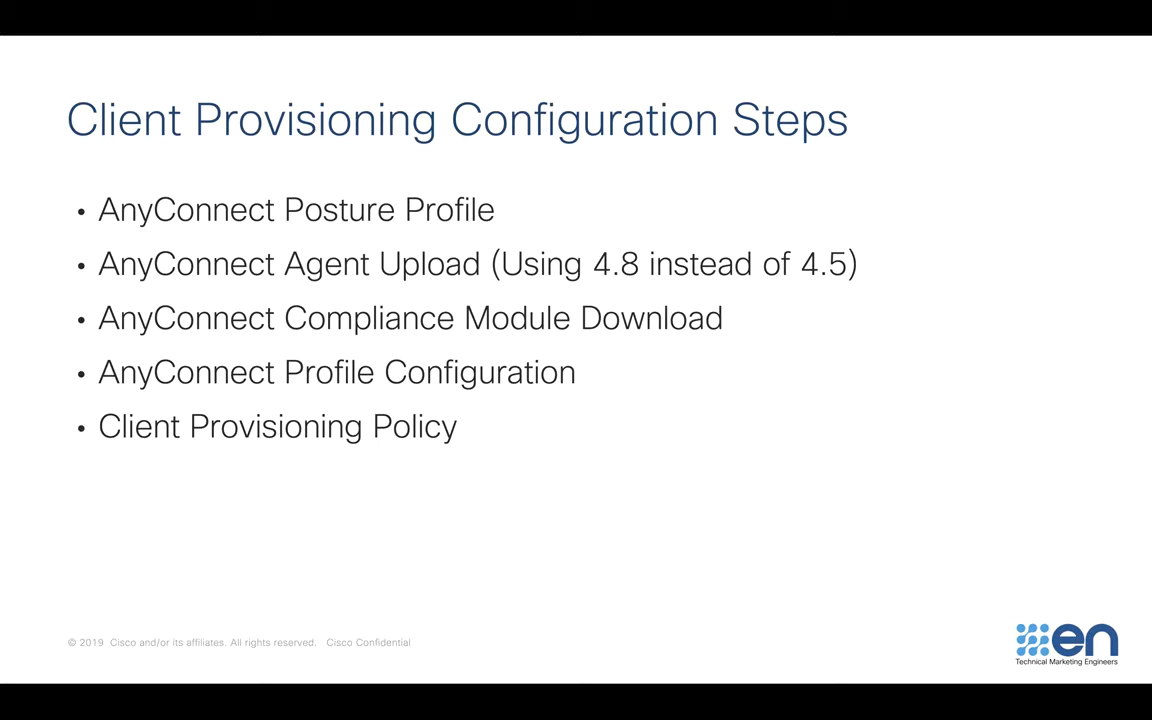 Client Provisioning Configuration Steps
• AnyConnect Posture Profile
• AnyConnect Agent Upload (Using 4.8 instead of 4.5)
• AnyConnect Compliance Module Download
• AnyConnect Profile Configuration
• Client Provisioning Policy
© 2019 Cisco and/or its affiliates. All rights reserved. Cisco Confidential
en
Technical Marketing Engineers